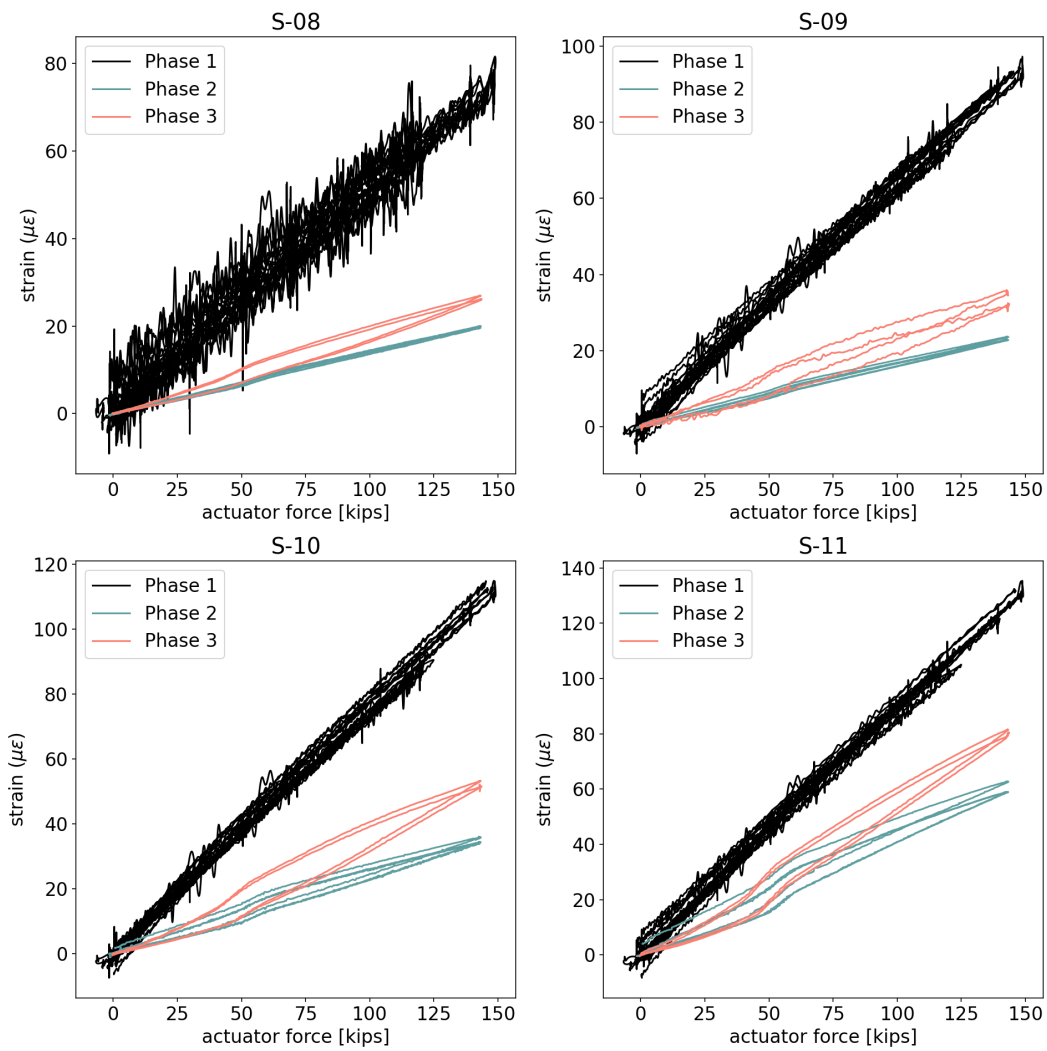 S-08
Phase 1
Phase 2
Phase 3
80
60
40
20
0
strain (με)
0 25 50 75 100 125 150
actuator force [kips]
S-09
Phase 1
Phase 2
Phase 3
100
80
60
40
20
0
strain (με)
0 25 50 75 100 125 150
actuator force [kips]
S-10
Phase 1
Phase 2
Phase 3
120
100
80
60
40
20
0
strain (με)
0 25 50 75 100 125 150
actuator force [kips]
S-11
Phase 1
Phase 2
Phase 3
140
120
100
80
60
40
20
0
strain (με)
0 25 50 75 100 125 150
actuator force [kips]